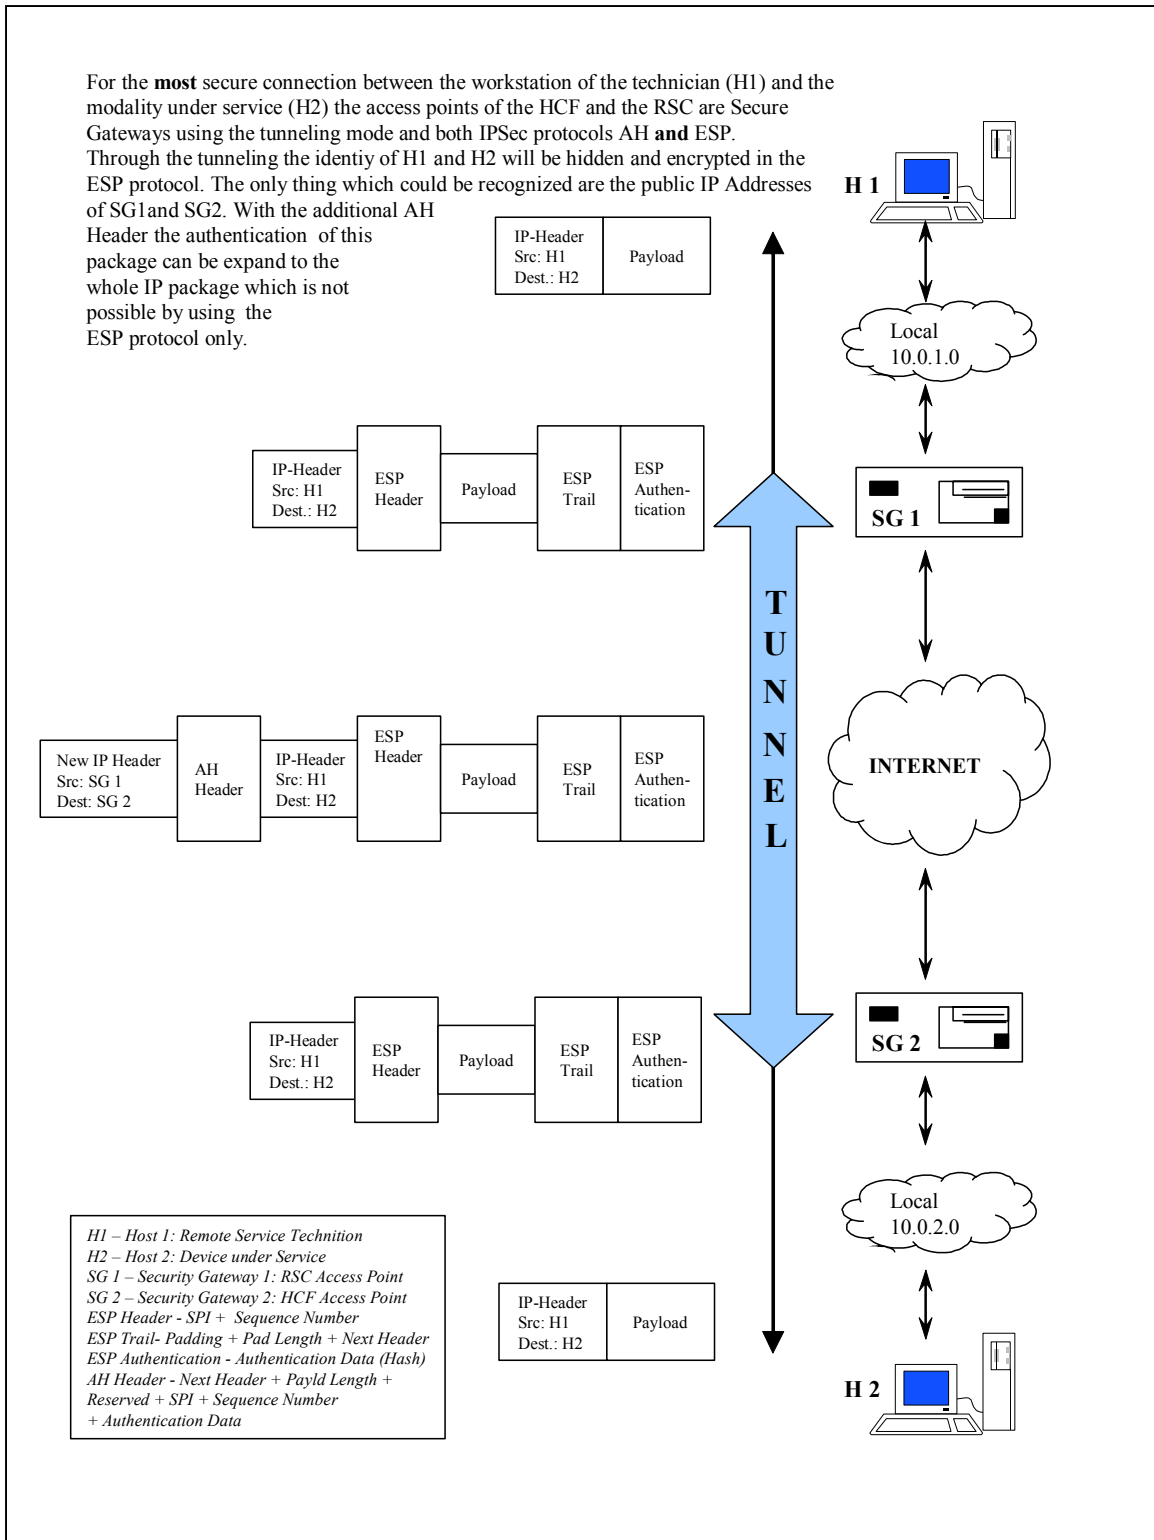 For the most secure connection between the workstation of the technician (H1) and the
modality under service (H2) the access points of the HCF and the RSC are Secure
Gateways using the tunneling mode and both IPSec protocols AH and ESP.
Through the tunneling the identiy of H1 and H2 will be hidden and encrypted in the
ESP protocol. The only thing which could be recognized are the public IP Addresses
of SG1and SG2. With the additional AH
Header the authentication of this
package can be expand to the
whole IP package which is not
possible by using the
ESP protocol only.
H 1
IP-Header
Src: H1
Dest.: H2
Payload
Local
10.0.1.0
IP-Header
Src: H1
Dest.: H2
ESP
Header
Payload
ESP
Trail
ESP
Authen-
tication
SG 1
T
U
N
N
E
L
New IP Header
Src: SG 1
Dest: SG 2
AH
Header
IP-Header
Src: H1
Dest: H2
ESP
Header
Payload
ESP
Trail
ESP
Authen-
tication
INTERNET
IP-Header
Src: H1
Dest.: H2
ESP
Header
Payload
ESP
Trail
ESP
Authen-
tication
SG 2
Local
10.0.2.0
H1 – Host 1: Remote Service Technition
H2 – Host 2: Device under Service
SG 1 – Security Gateway 1: RSC Access Point
SG 2 – Security Gateway 2: HCF Access Point
ESP Header - SPI + Sequence Number
ESP Trail- Padding + Pad Length + Next Header
ESP Authentication - Authentication Data (Hash)
AH Header - Next Header + Payld Length +
Reserved + SPI + Sequence Number
+ Authentication Data
IP-Header
Src: H1
Dest.: H2
Payload
H 2